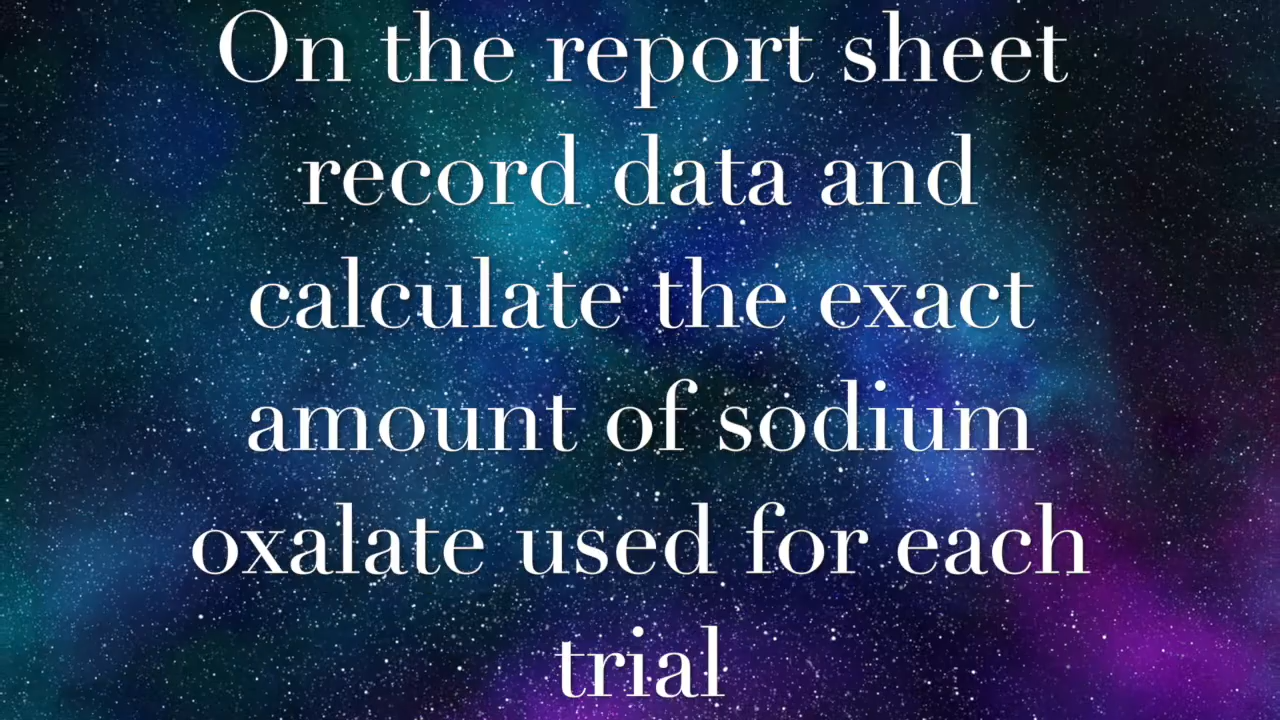 On the report sheet
record data and
calculate the exact
amount of sodium
oxalate used for each
trial